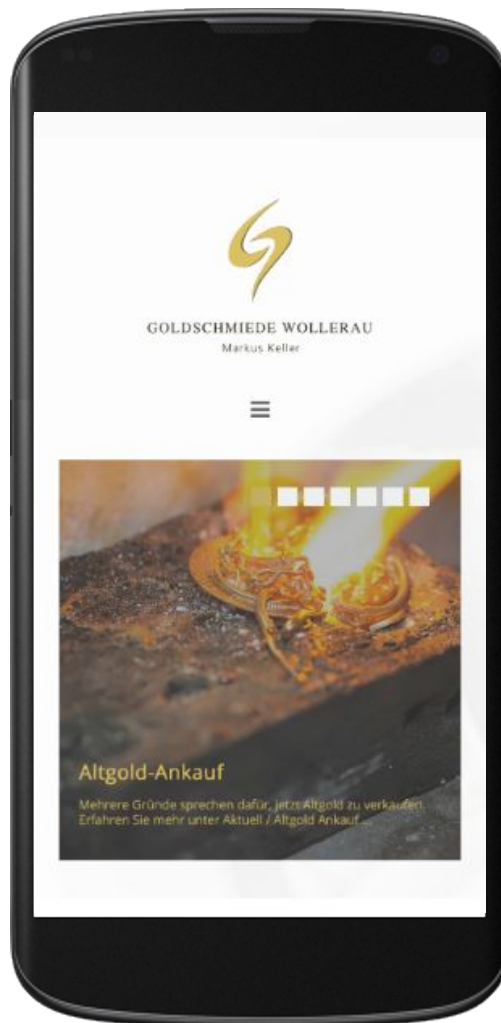 GOLDSCHMIEDE WOLLERAU
Markus Keller
Altgold-Ankauf
Mehrere Gründe sprechen dafür, jetzt Altgold zu verkaufen.
Erfahren Sie mehr unter Aktuell / Altgold Ankauf ...